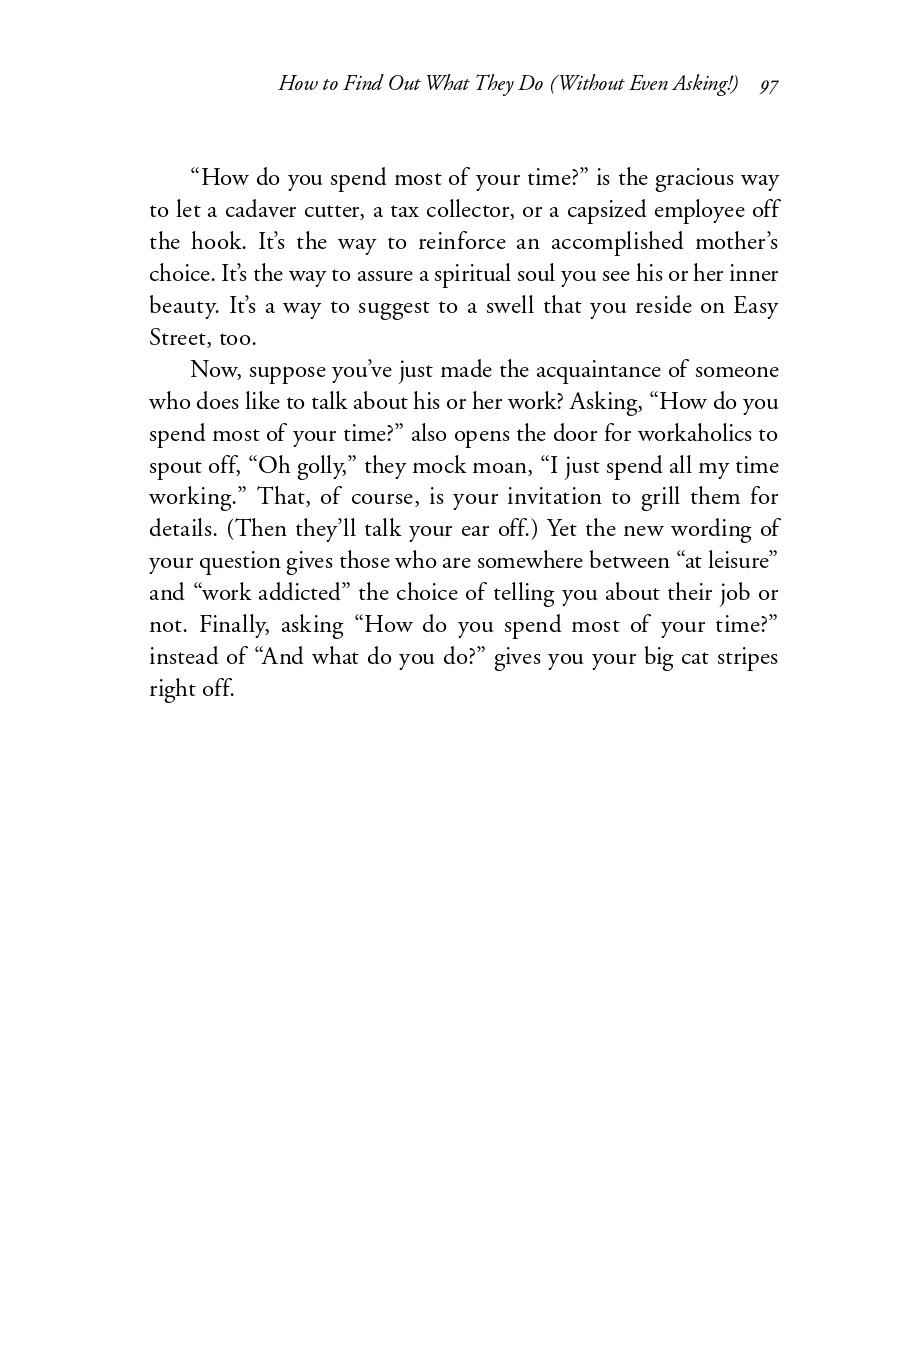 How to Find Out What They Do (Without Even Asking!) 97
“How do you spend most of your time?” is the gracious way
to let a cadaver cutter, a tax collector, or a capsized employee off
the hook. It’s the way to reinforce an accomplished mother’s
choice. It’s the way to assure a spiritual soul you see his or her inner
beauty. It’s a way to suggest to a swell that you reside on Easy
Street, too.
Now, suppose you’ve just made the acquaintance of someone
who does like to talk about his or her work? Asking, “How do you
spend most of your time?” also opens the door for workaholics to
spout off, “Oh golly,” they mock moan, “I just spend all my time
working.” That, of course, is your invitation to grill them for
details. (Then they’ll talk your ear off.) Yet the new wording of
your question gives those who are somewhere between “at leisure”
and “work addicted” the choice of telling you about their job or
not. Finally, asking “How do you spend most of your time?”
instead of “And what do you do?” gives you your big cat stripes
right off.